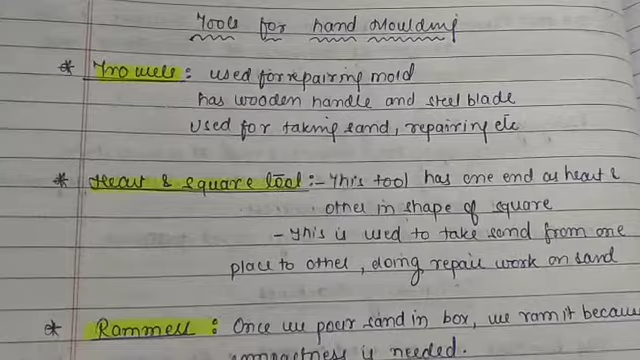 Tools for hand moulding
* Trowels : used for repairing mold
has wooden handle and steel blade
used for taking sand, repairing etc
* Heart & square tool :- This tool has one end as heart &
other in shape of square
- This is used to take sand from one
place to other, doing repair work on sand
* Rammers : Once we pour sand in box, we ram it because
compactness is needed.